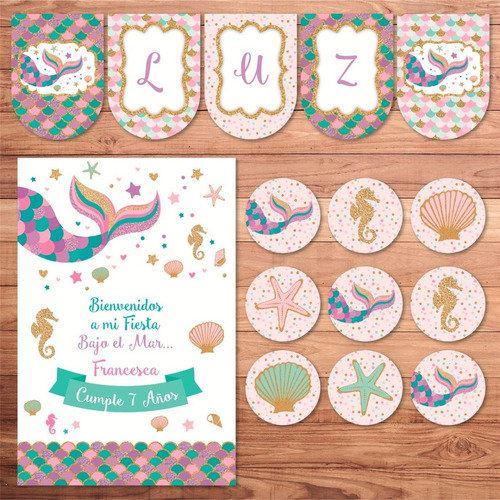 L U Z
Bienvenidos
a mi Fiesta
Bajo el Mar...
Francesca
Cumple 7 Años